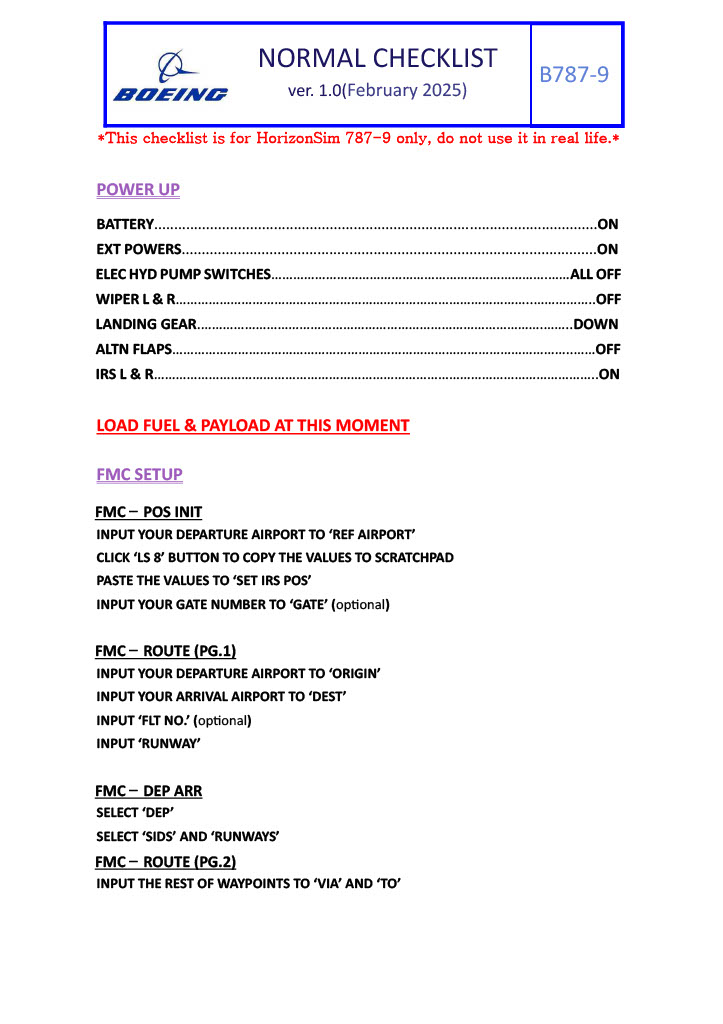 BOEING
NORMAL CHECKLIST
ver. 1.0(February 2025)
B787-9
*This checklist is for HorizonSim 787-9 only, do not use it in real life.*
POWER UP
BATTERY..........................................................................................................ON
EXT POWERS...................................................................................................ON
ELEC HYD PUMP SWITCHES.......................................................................ALL OFF
WIPER L & R....................................................................................................OFF
LANDING GEAR..........................................................................................DOWN
ALTN FLAPS.....................................................................................................OFF
IRS L & R..........................................................................................................ON
LOAD FUEL & PAYLOAD AT THIS MOMENT
FMC SETUP
FMC – POS INIT
INPUT YOUR DEPARTURE AIRPORT TO ‘REF AIRPORT’
CLICK ‘LS 8’ BUTTON TO COPY THE VALUES TO SCRATCHPAD
PASTE THE VALUES TO ‘SET IRS POS’
INPUT YOUR GATE NUMBER TO ‘GATE’ (optional)
FMC – ROUTE (PG.1)
INPUT YOUR DEPARTURE AIRPORT TO ‘ORIGIN’
INPUT YOUR ARRIVAL AIRPORT TO ‘DEST’
INPUT ‘FLT NO.’ (optional)
INPUT ‘RUNWAY’
FMC – DEP ARR
SELECT ‘DEP’
SELECT ‘SIDS’ AND ‘RUNWAYS’
FMC – ROUTE (PG.2)
INPUT THE REST OF WAYPOINTS TO ‘VIA’ AND ‘TO’